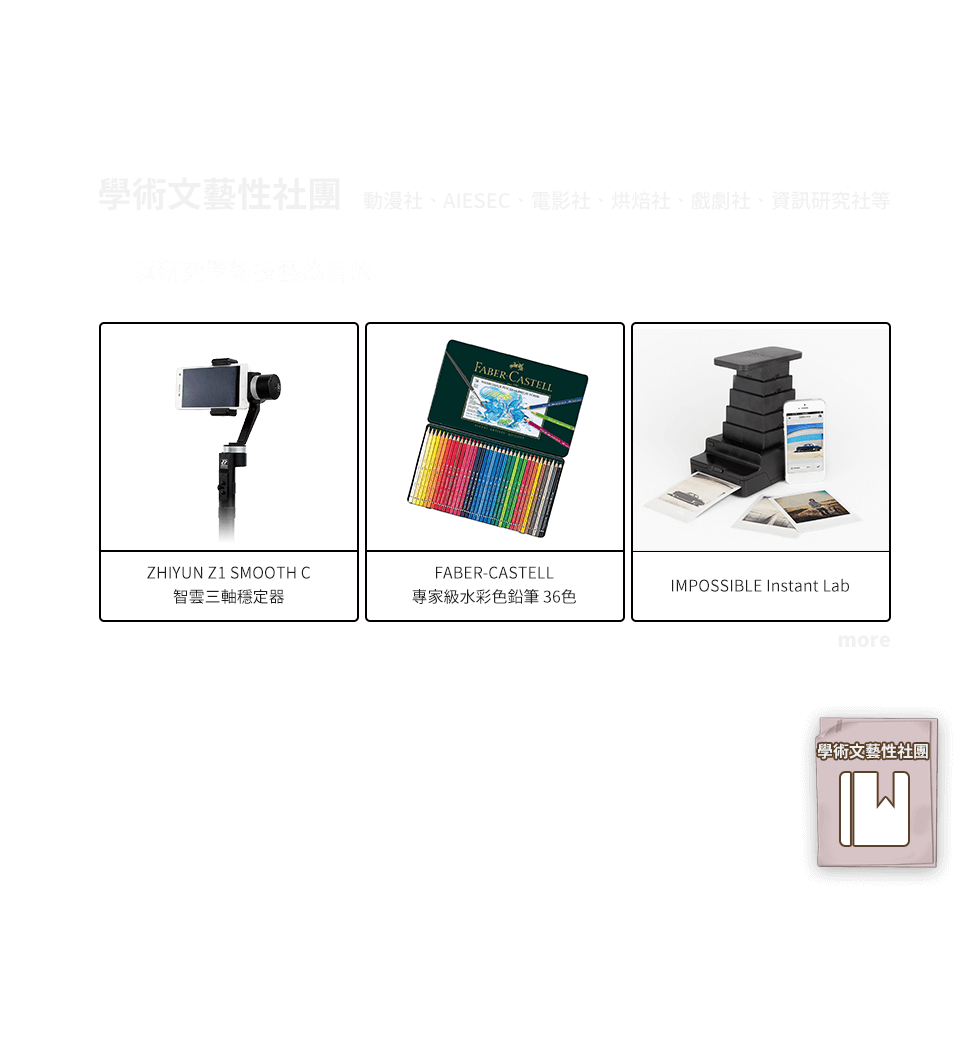 學術文藝性社團 動漫社、AIESEC、電影社、烘焙社、戲劇社、資訊研究社等
FABER-CASTELL
ZHIYUN Z1 SMOOTH C
智雲三軸穩定器
FABER-CASTELL
專家級水彩色鉛筆 36色
IMPOSSIBLE Instant Lab
more
學術文藝性社團